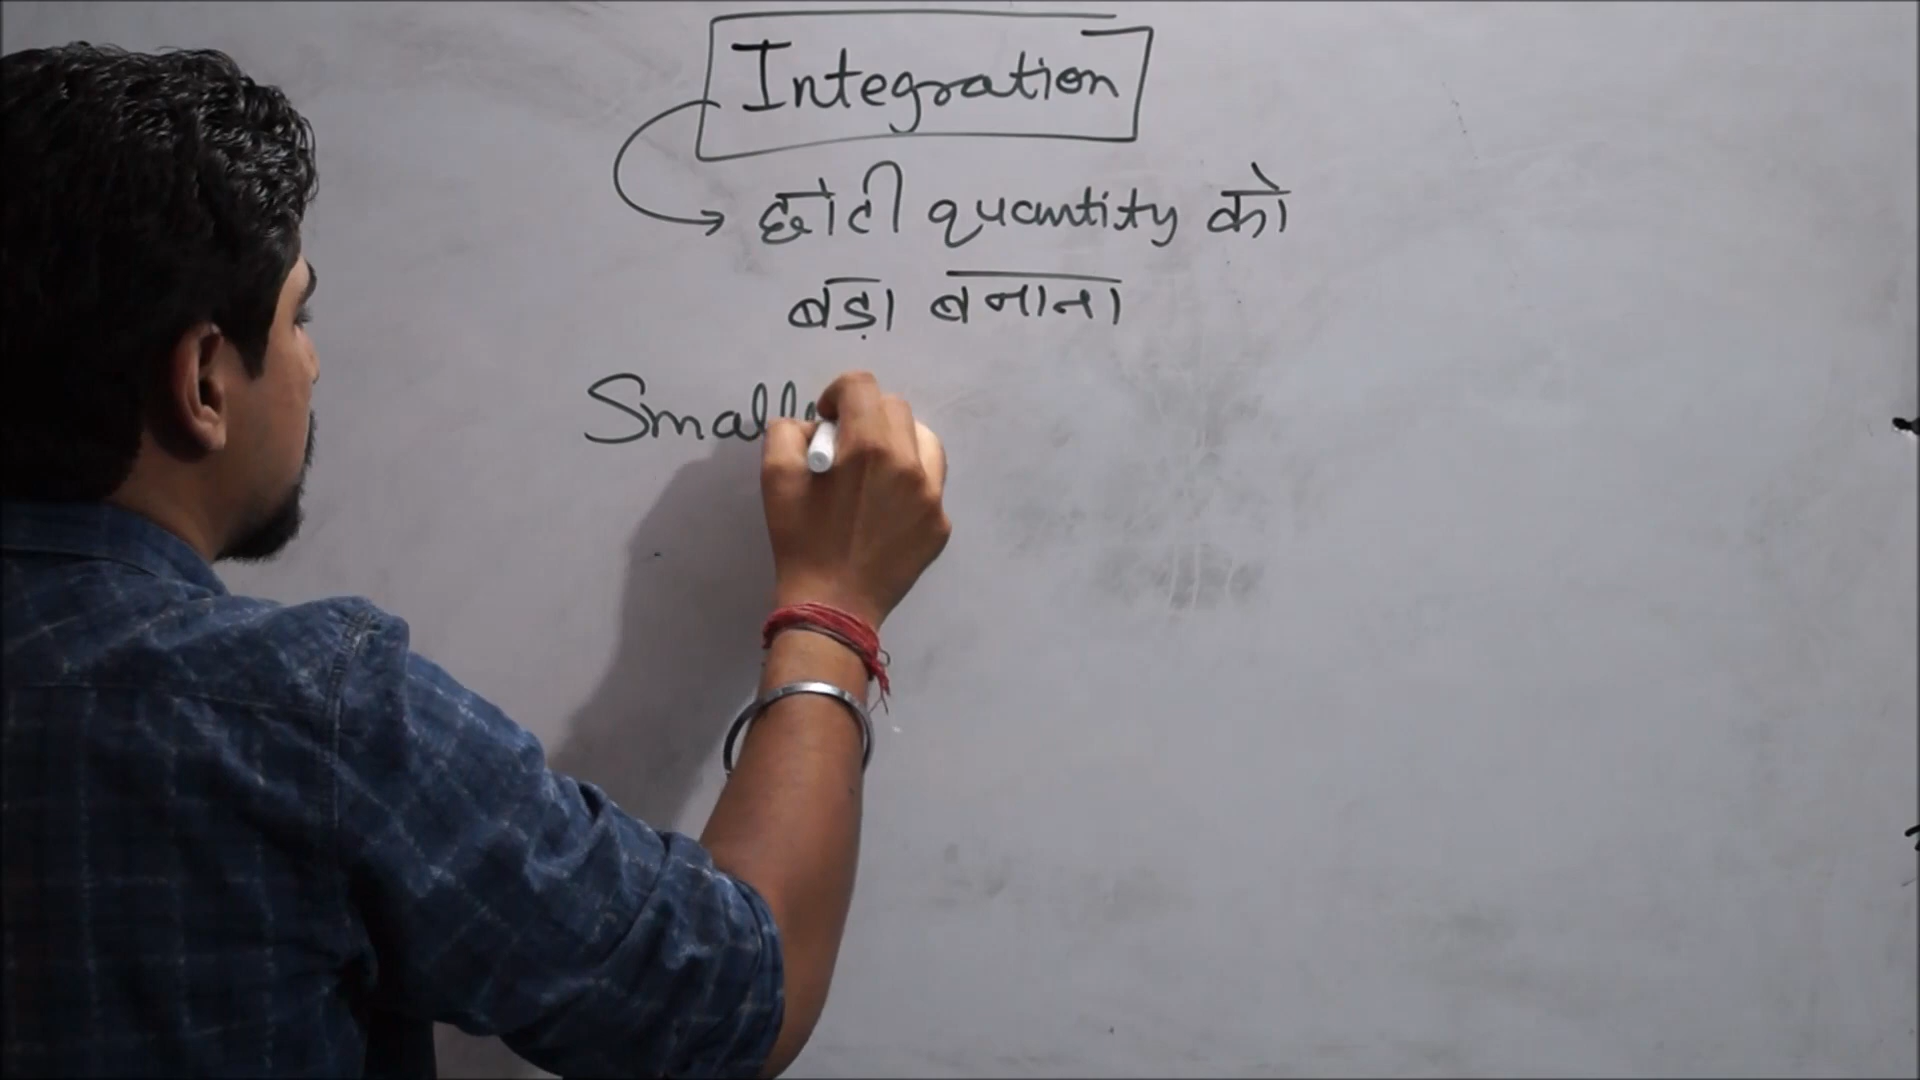 Integration
छोटी quantity को
बड़ा बनाना
Small